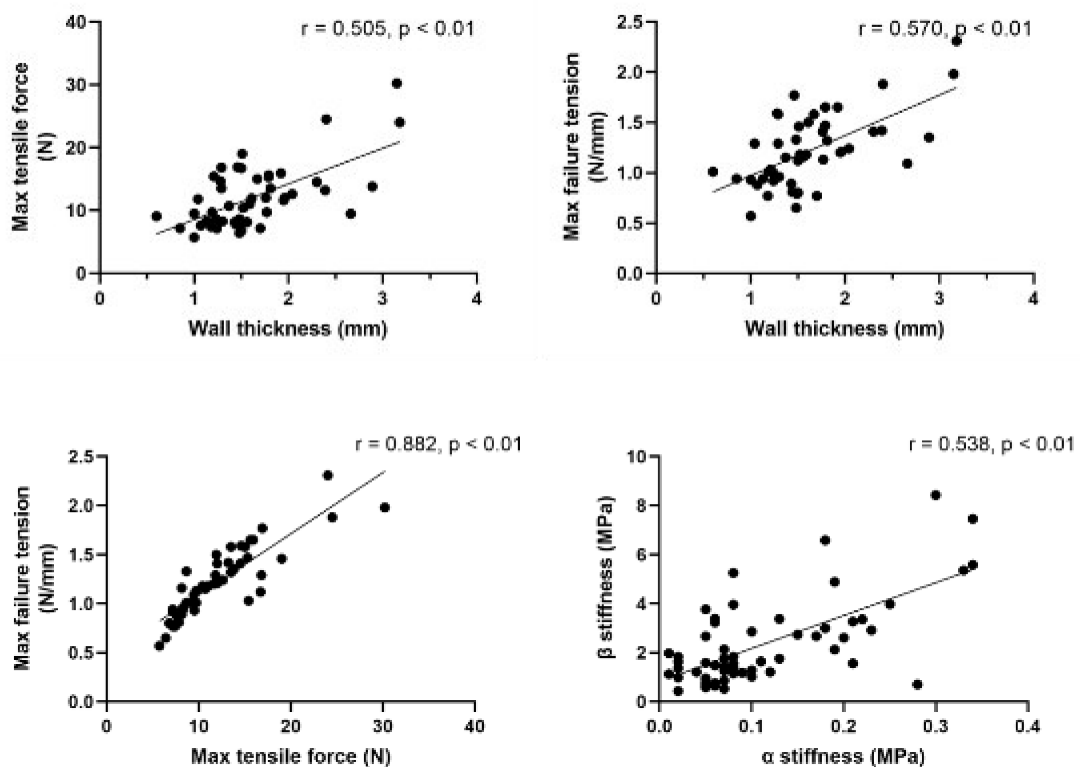 r = 0.505, p < 0.01
40
30
20
10
0
Max tensile force
(N)
0
1
2
3
4
Wall thickness (mm)
r = 0.570, p < 0.01
2.5
2.0
1.5
1.0
0.5
0.0
Max failure tension
(N/mm)
0
1
2
3
4
Wall thickness (mm)
r = 0.882, p < 0.01
2.5
2.0
1.5
1.0
0.5
0.0
Max failure tension
(N/mm)
0
10
20
30
40
Max tensile force (N)
r = 0.538, p < 0.01
10
8
6
4
2
0
β stiffness (MPa)
0.0
0.1
0.2
0.3
0.4
α stiffness (MPa)